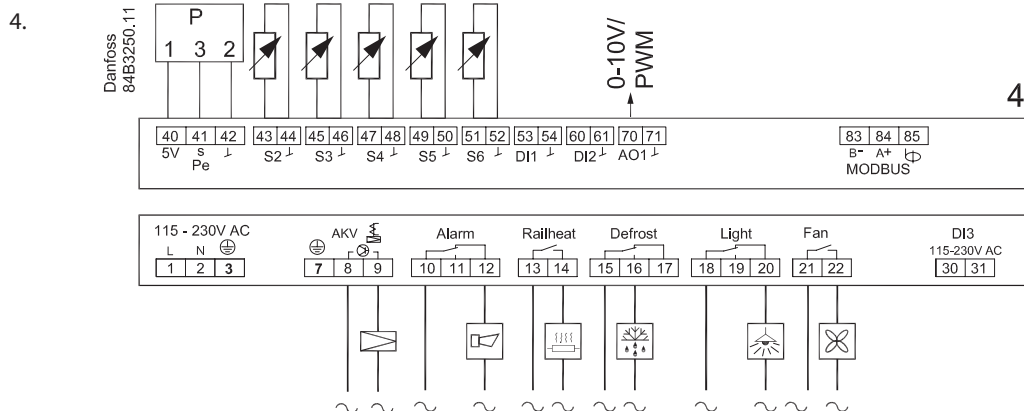 4.
Danfoss
84B3250.11
P
1 3 2
0-10V/
PWM
4
40 41 42 43 44 45 46 47 48 49 50 51 52 53 54 60 61 70 71 83 84 85
5V s S2 S3 S4 S5 S6 DI1 DI2 AO1 B- A+
Pe MODBUS
115 - 230V AC AKV Alarm Railheat Defrost Light Fan DI3
L N 115-230V AC
1 2 3 7 8 9 10 11 12 13 14 15 16 17 18 19 20 21 22 30 31